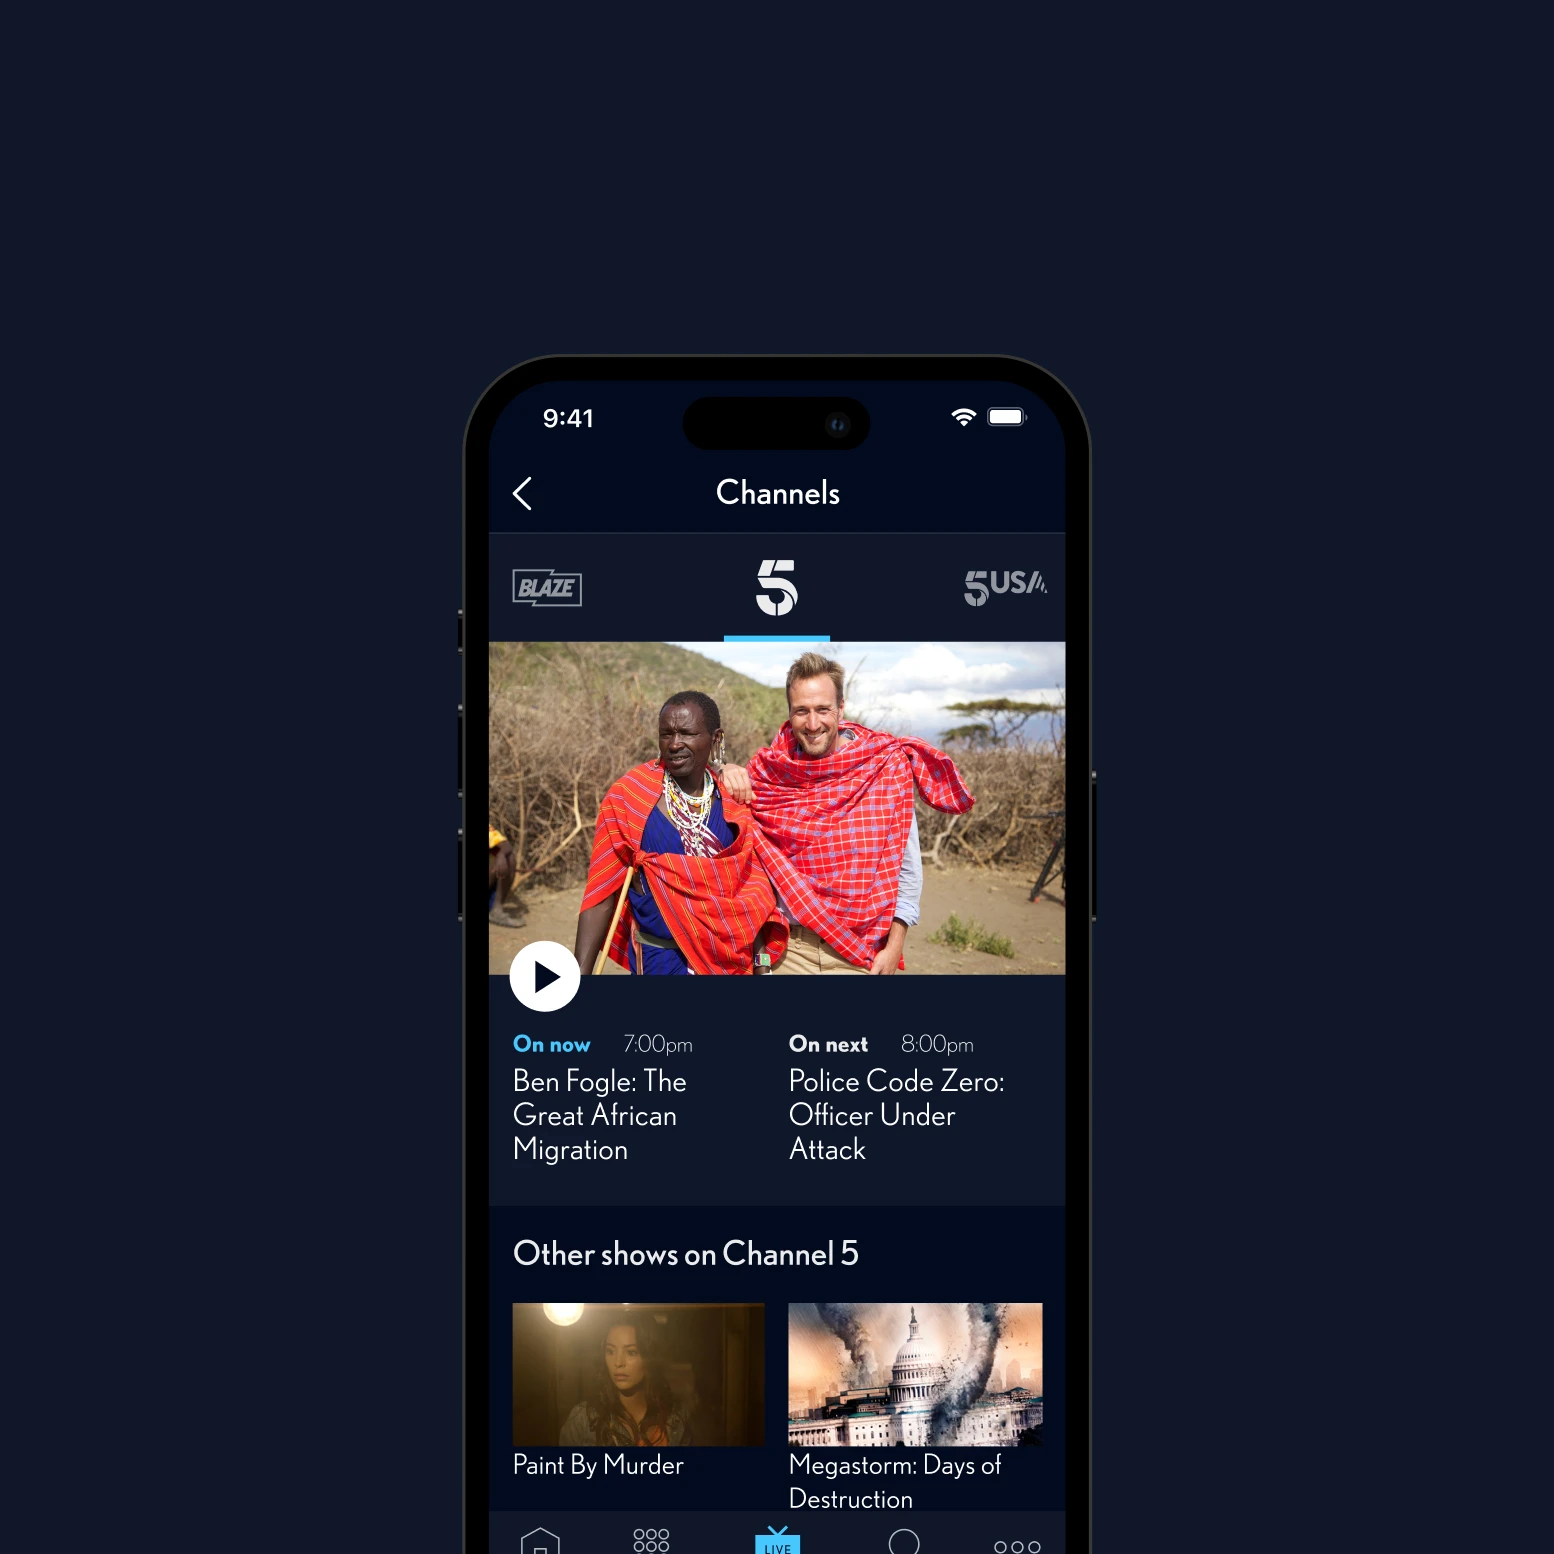 9:41
Channels
BLAZE
5
5USA
On now 7:00pm
Ben Fogle: The
Great African
Migration
On next 8:00pm
Police Code Zero:
Officer Under
Attack
Other shows on Channel 5
Paint By Murder
Megastorm: Days of
Destruction
LIVE